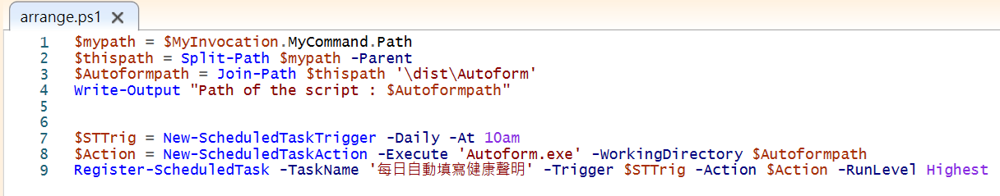 arrange.ps1
1 $mypath = $MyInvocation.MyCommand.Path
2 $thispath = Split-Path $mypath -Parent
3 $Autoformpath = Join-Path $thispath '\dist\Autoform'
4 Write-Output "Path of the script : $Autoformpath"
5
6
7 $STTrig = New-ScheduledTaskTrigger -Daily -At 10am
8 $Action = New-ScheduledTaskAction -Execute 'Autoform.exe' -WorkingDirectory $Autoformpath
9 Register-ScheduledTask -TaskName '每日自動填寫健康聲明' -Trigger $STTrig -Action $Action -RunLevel Highest